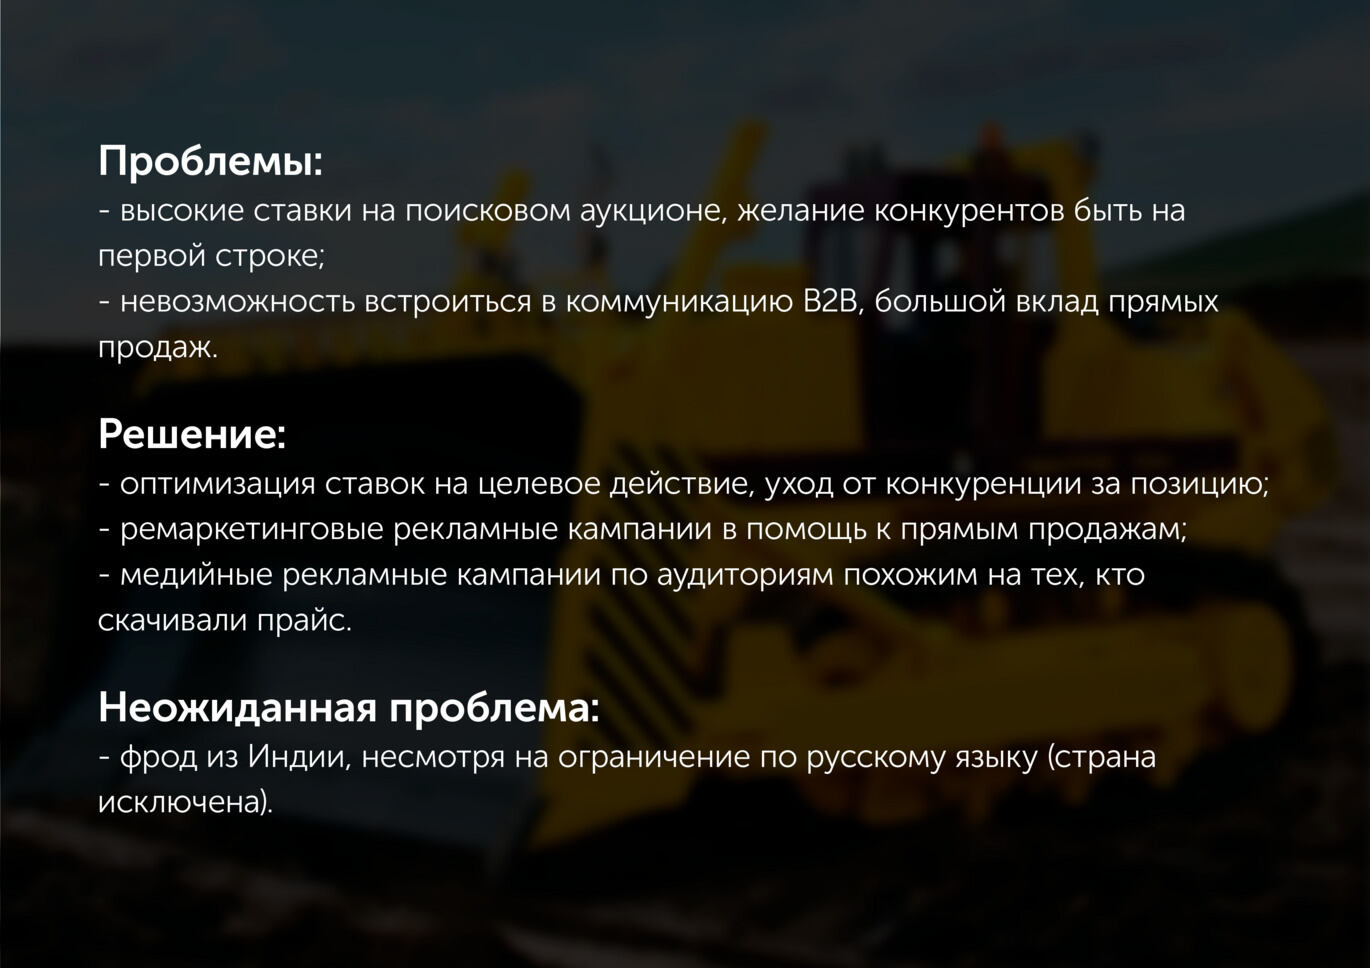 Проблемы:
- высокие ставки на поисковом аукционе, желание конкурентов быть на
первой строке;
- невозможность встроиться в коммуникацию B2B, большой вклад прямых
продаж.
Решение:
- оптимизация ставок на целевое действие, уход от конкуренции за позицию;
- ремаркетинговые рекламные кампании в помощь к прямым продажам;
- медийные рекламные кампании по аудиториям похожим на тех, кто
скачивали прайс.
Неожиданная проблема:
- фрод из Индии, несмотря на ограничение по русскому языку (страна
исключена).